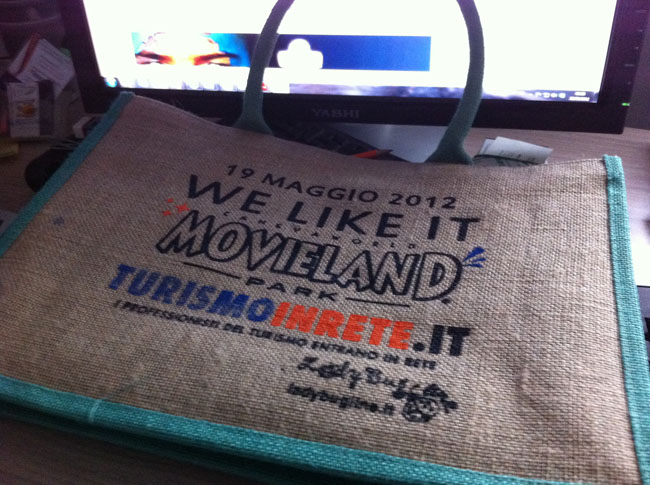 YASHI
19 MAGGIO 2012
WE LIKE IT
CANEVAWORLD
MOVIELAND
PARK
TURISMOINRETE.IT
I PROFESSIONISTI DEL TURISMO ENTRANO IN RETE
ladybugline.it